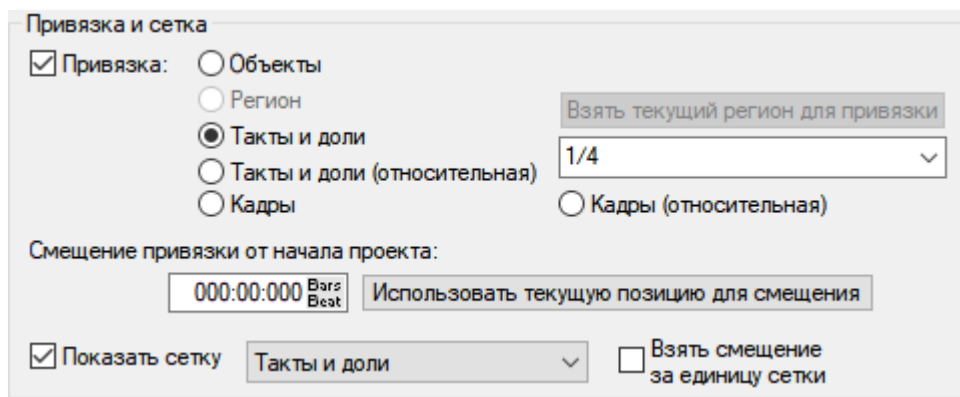 Привязка и сетка
Привязка:
Объекты
Регион
Взять текущий регион для привязки
Такты и доли
1/4
Такты и доли (относительная)
Кадры
Кадры (относительная)
Смещение привязки от начала проекта:
000:00:000 Bars Beat
Использовать текущую позицию для смещения
Показать сетку
Такты и доли
Взять смещение
за единицу сетки